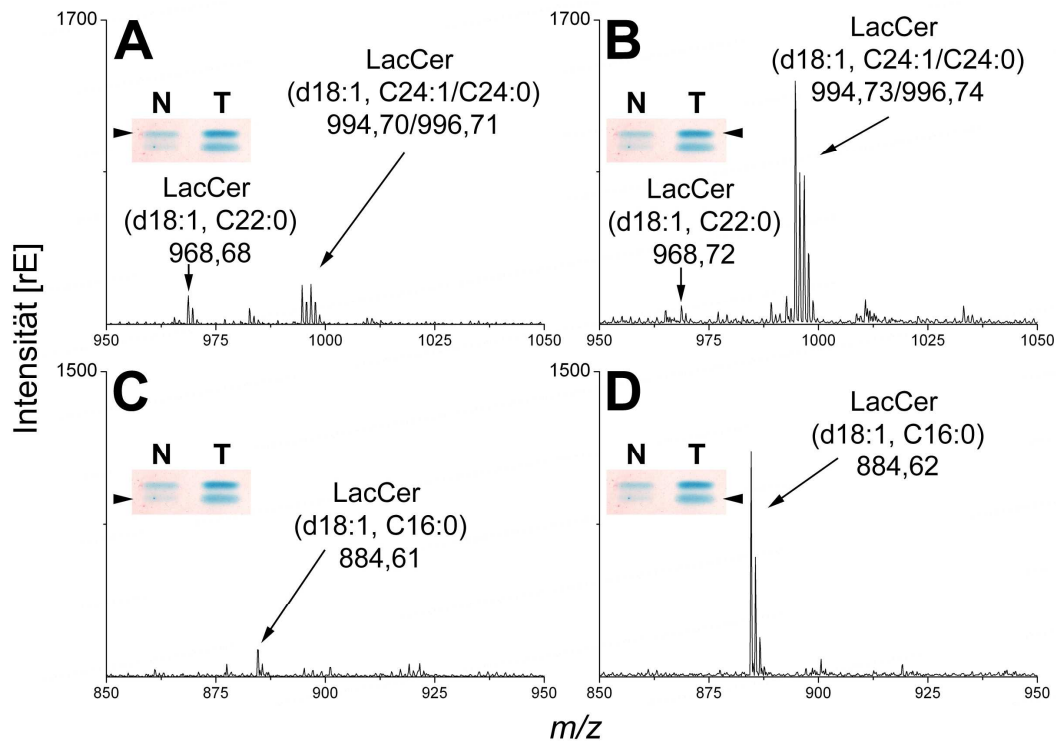 Intensität [rE]
1700
A
N T
LacCer
(d18:1, C24:1/C24:0)
994,70/996,71
LacCer
(d18:1, C22:0)
968,68
950 975 1000 1025 1050
1700
B
N T
LacCer
(d18:1, C24:1/C24:0)
994,73/996,74
LacCer
(d18:1, C22:0)
968,72
950 975 1000 1025 1050
1500
C
N T
LacCer
(d18:1, C16:0)
884,61
850 875 900 925 950
1500
D
N T
LacCer
(d18:1, C16:0)
884,62
850 875 900 925 950
m/z